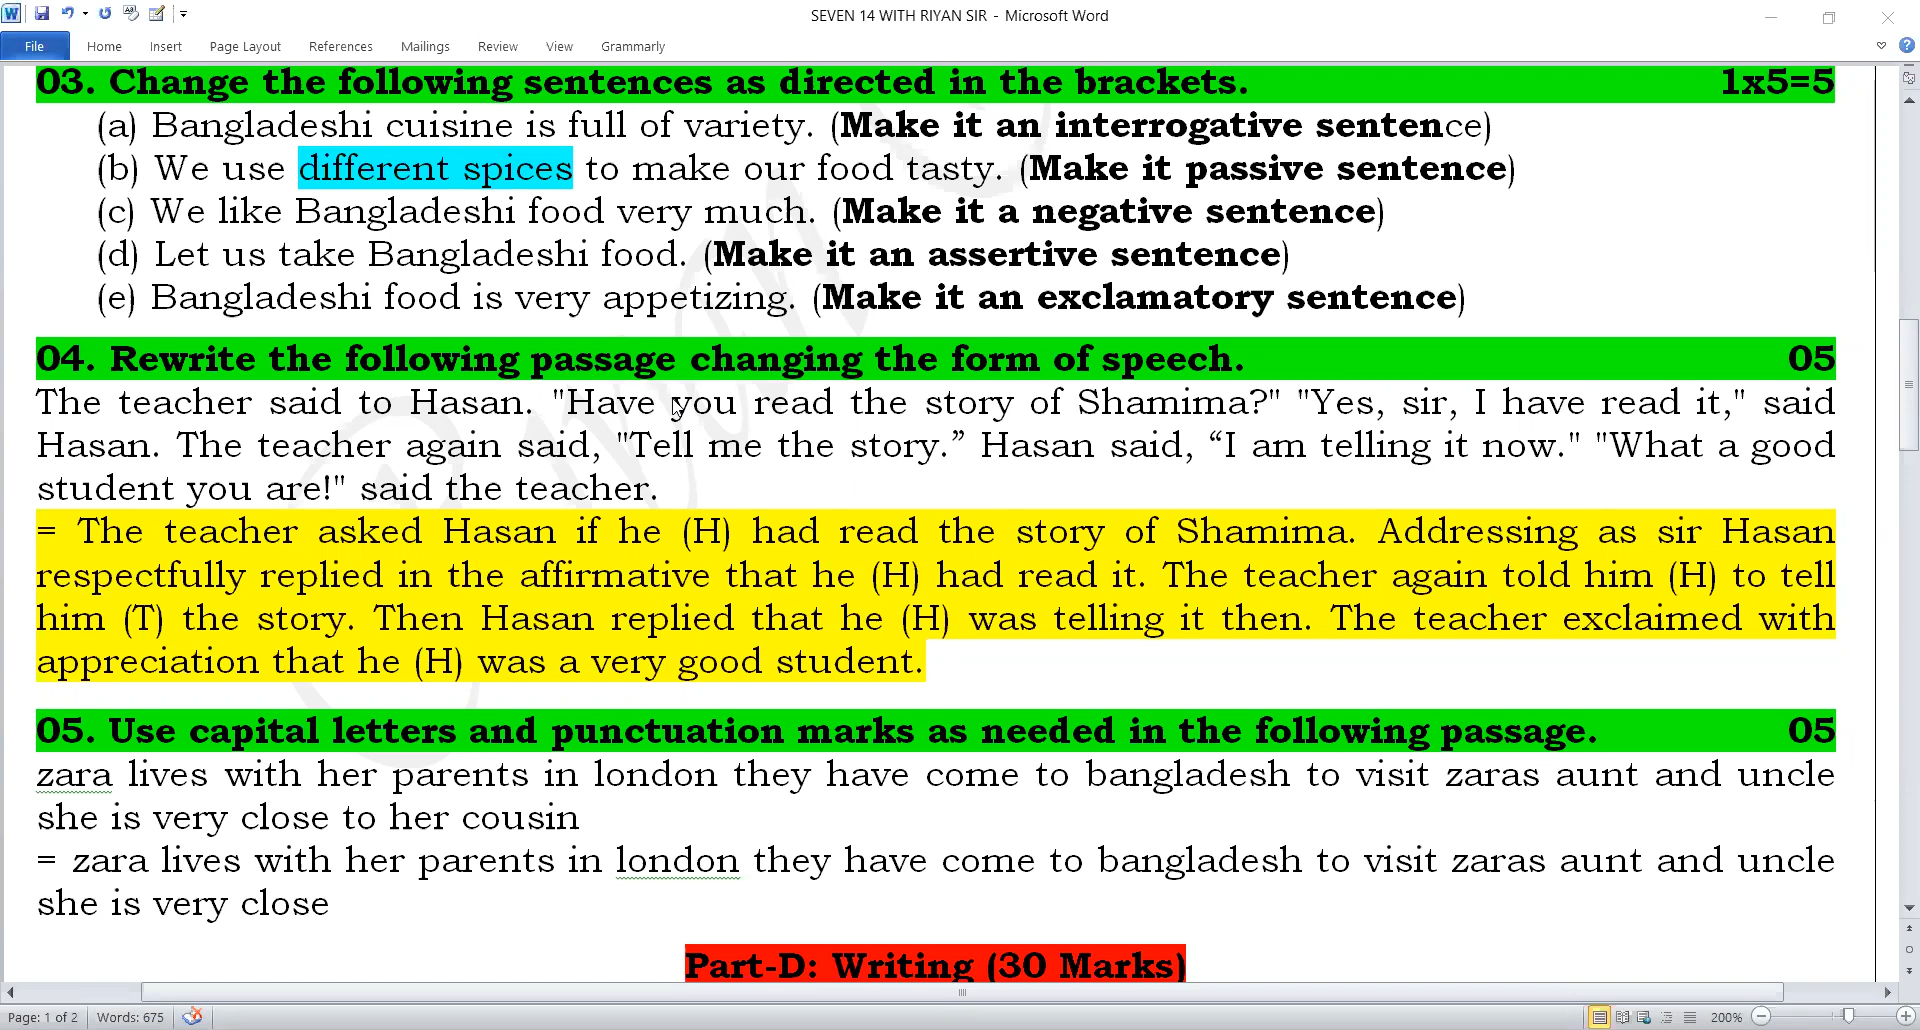 SEVEN 14 WITH RIYAN SIR - Microsoft Word
File Home Insert Page Layout References Mailings Review View Grammarly
03. Change the following sentences as directed in the brackets. 1x5=5
(a) Bangladeshi cuisine is full of variety. (Make it an interrogative sentence)
(b) We use different spices to make our food tasty. (Make it passive sentence)
(c) We like Bangladeshi food very much. (Make it a negative sentence)
(d) Let us take Bangladeshi food. (Make it an assertive sentence)
(e) Bangladeshi food is very appetizing. (Make it an exclamatory sentence)
04. Rewrite the following passage changing the form of speech. 05
The teacher said to Hasan. "Have you read the story of Shamima?" "Yes, sir, I have read it," said
Hasan. The teacher again said, "Tell me the story.” Hasan said, “I am telling it now." "What a good
student you are!" said the teacher.
= The teacher asked Hasan if he (H) had read the story of Shamima. Addressing as sir Hasan
respectfully replied in the affirmative that he (H) had read it. The teacher again told him (H) to tell
him (T) the story. Then Hasan replied that he (H) was telling it then. The teacher exclaimed with
appreciation that he (H) was a very good student.
05. Use capital letters and punctuation marks as needed in the following passage. 05
zara lives with her parents in london they have come to bangladesh to visit zaras aunt and uncle
she is very close to her cousin
= zara lives with her parents in london they have come to bangladesh to visit zaras aunt and uncle
she is very close
Part-D: Writing (30 Marks)
Page: 1 of 2 Words: 675 200%